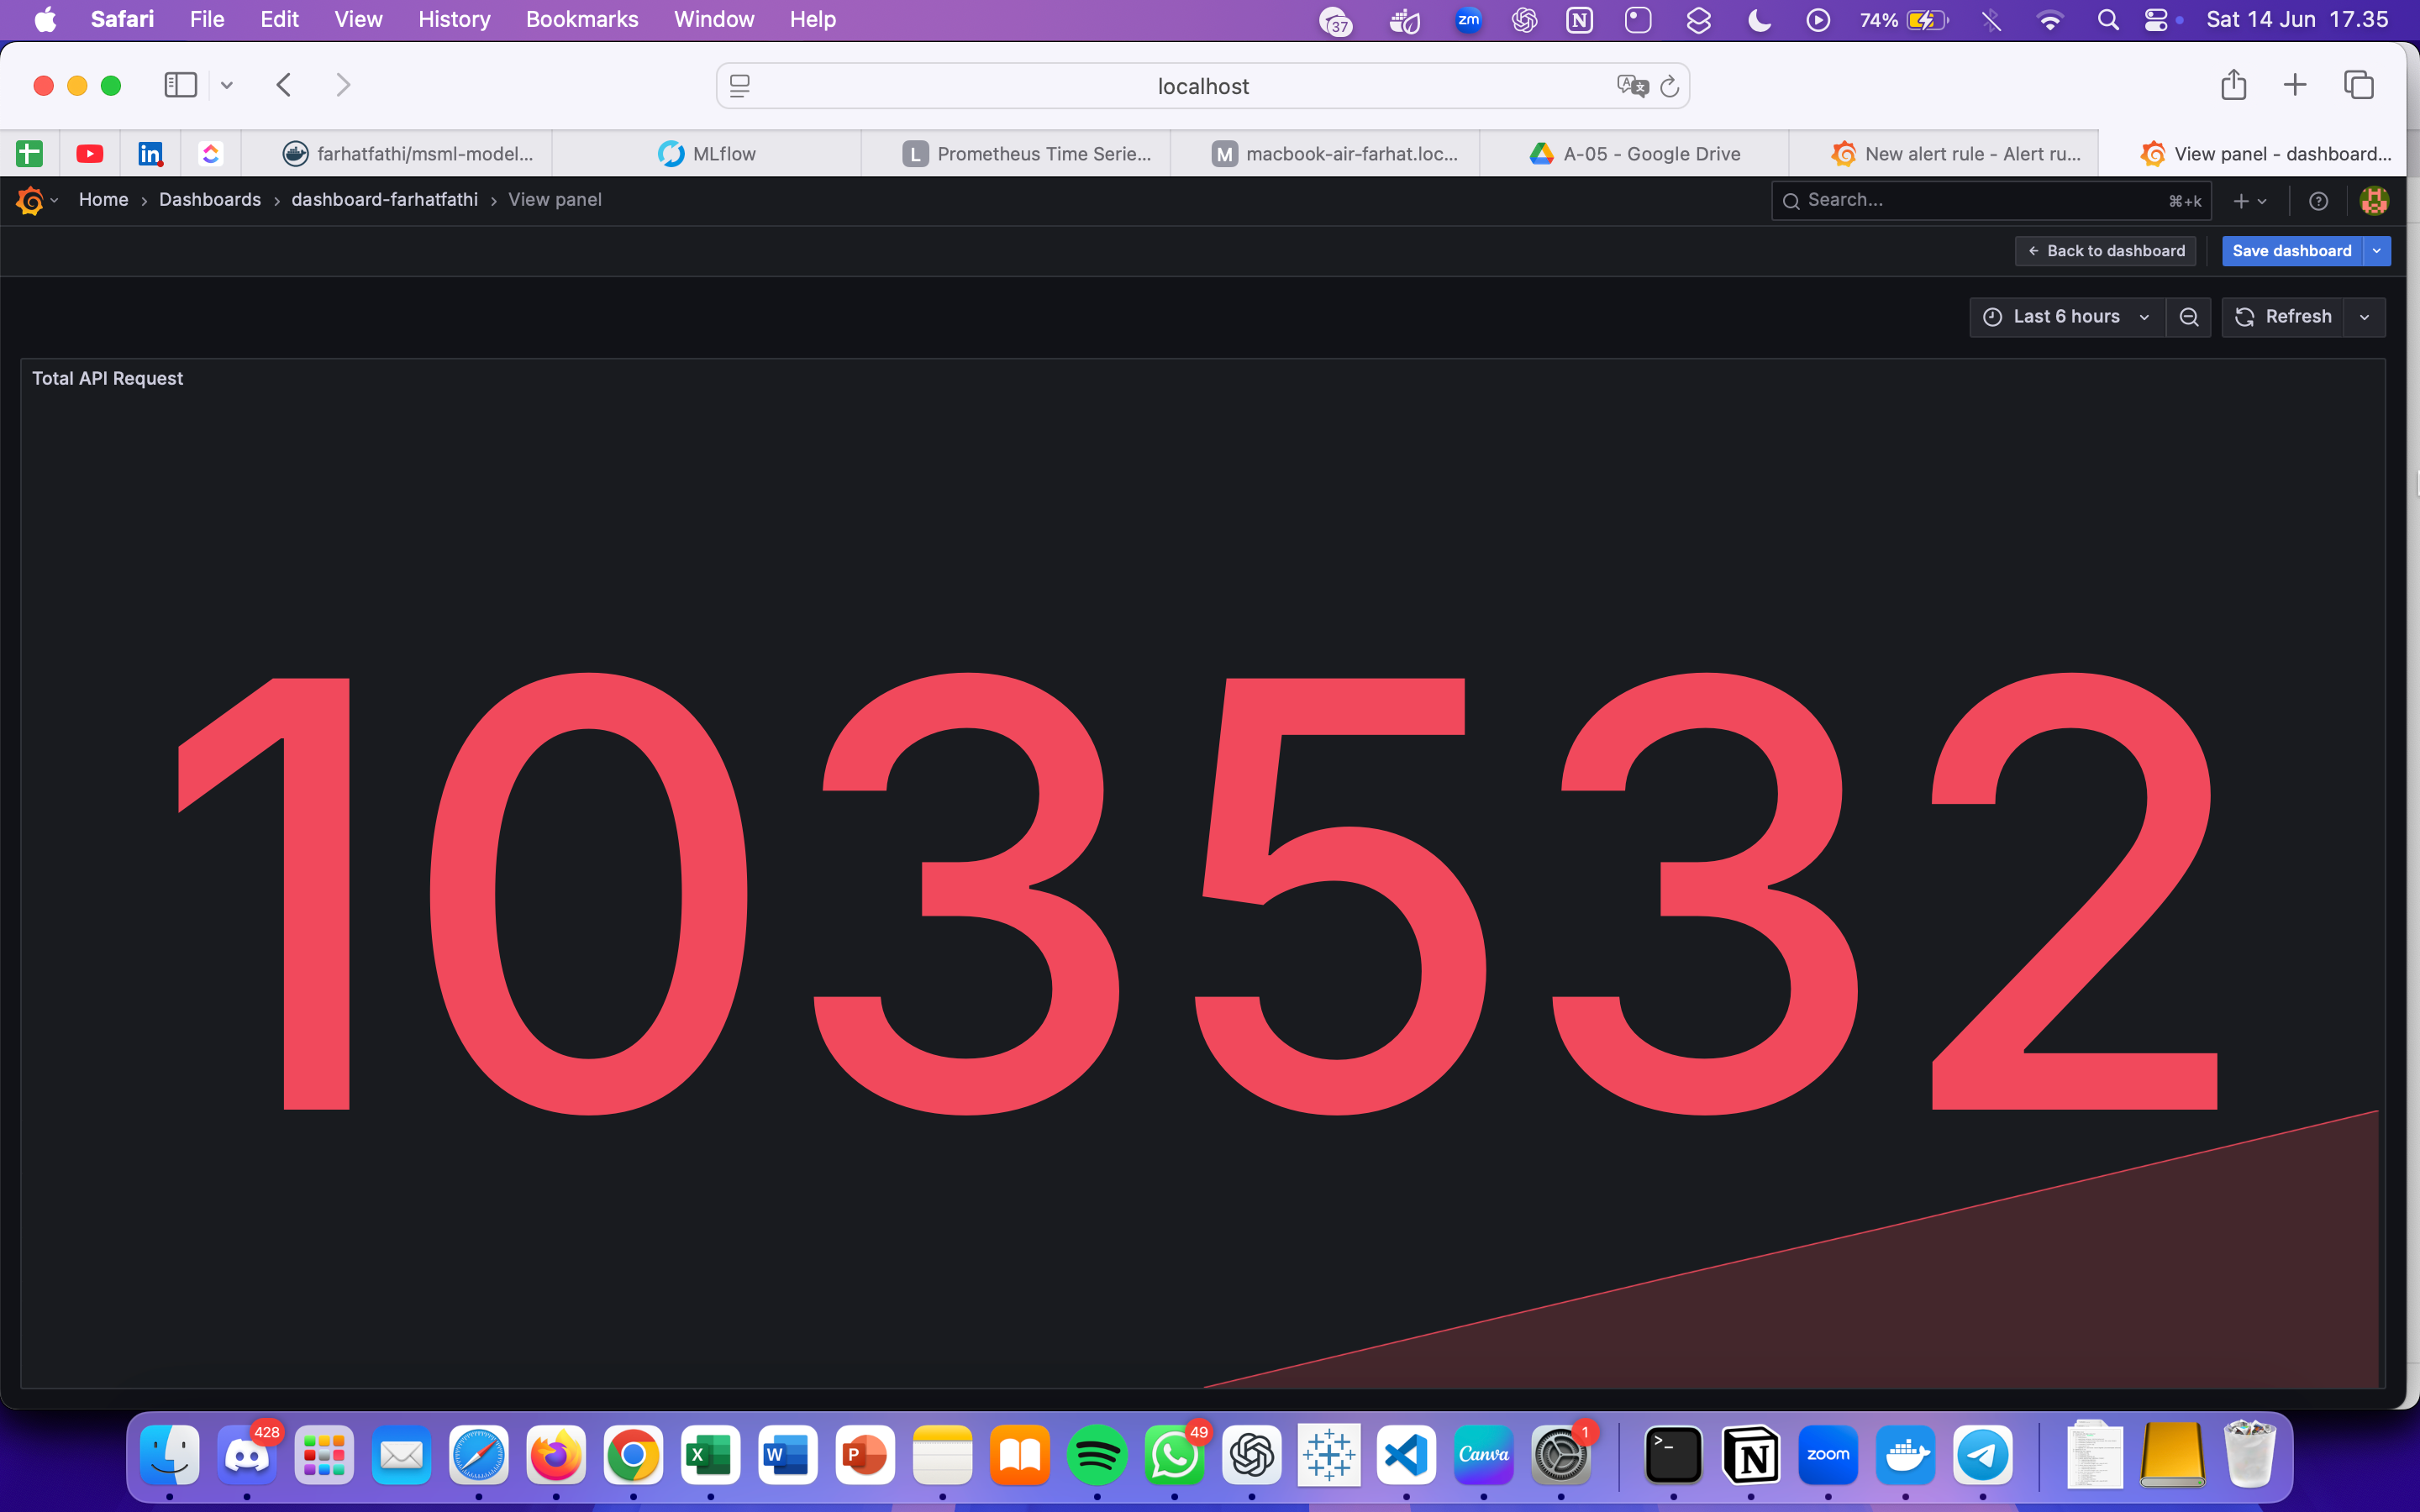 Safari File Edit View History Bookmarks Window Help 37 zm 74% Sat 14 Jun 17.35
localhost
farhatfathi/msml-model... MLflow L Prometheus Time Serie... M macbook-air-farhat.loc... A-05 - Google Drive New alert rule - Alert ru... View panel - dashboard...
Home › Dashboards › dashboard-farhatfathi › View panel Search... ⌘+k
← Back to dashboard Save dashboard
Last 6 hours Refresh
Total API Request
103532
428 49 1
X W P Canva >_ N zoom